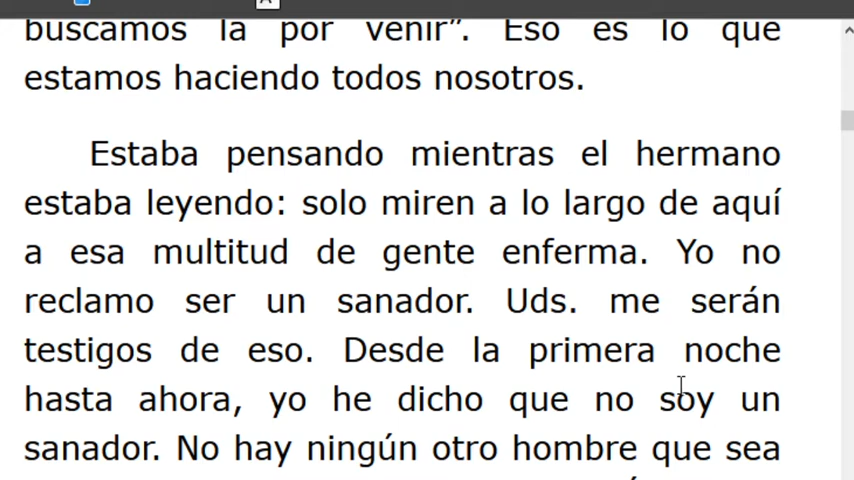 buscamos la por venir”. Eso es lo que
estamos haciendo todos nosotros.
Estaba pensando mientras el hermano
estaba leyendo: solo miren a lo largo de aquí
a esa multitud de gente enferma. Yo no
reclamo ser un sanador. Uds. me serán
testigos de eso. Desde la primera noche
hasta ahora, yo he dicho que no soy un
sanador. No hay ningún otro hombre que sea